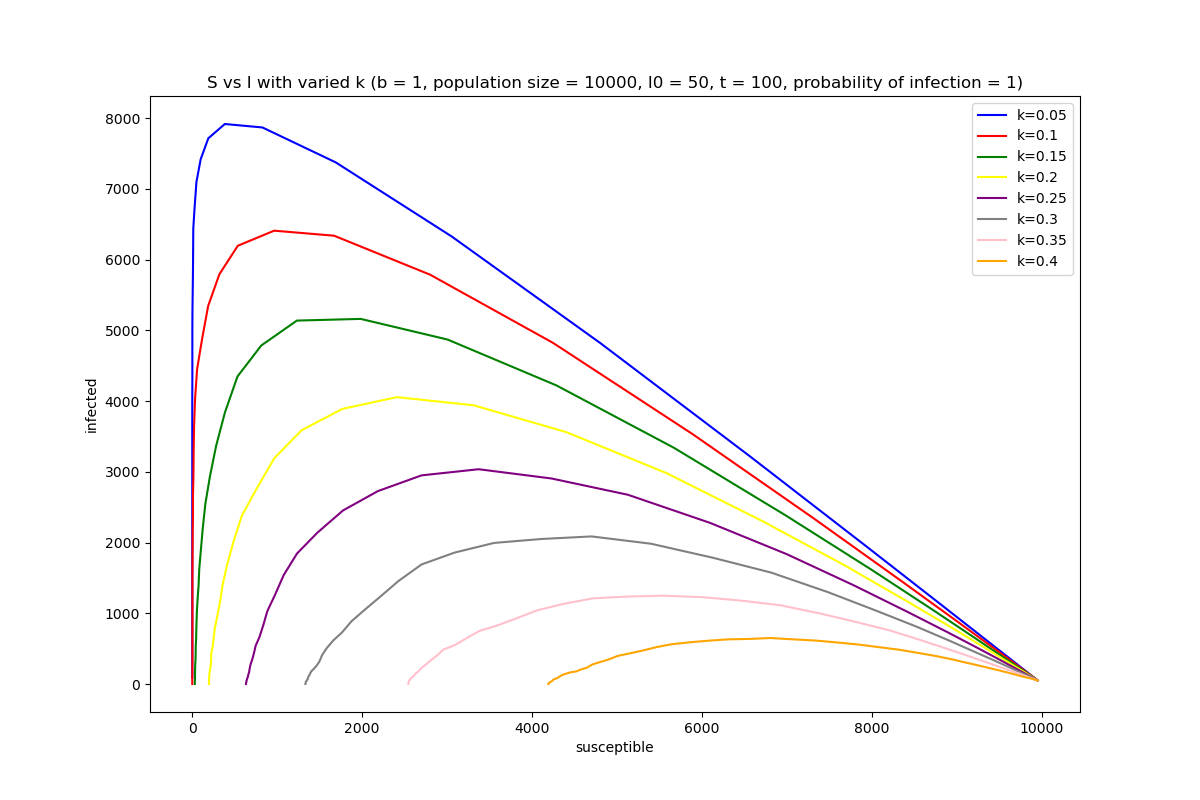 S vs I with varied k (b = 1, population size = 10000, I0 = 50, t = 100, probability of infection = 1)
k=0.05
k=0.1
k=0.15
k=0.2
k=0.25
k=0.3
k=0.35
k=0.4
8000
7000
6000
5000
4000
3000
2000
1000
0
infected
0
2000
4000
6000
8000
10000
susceptible